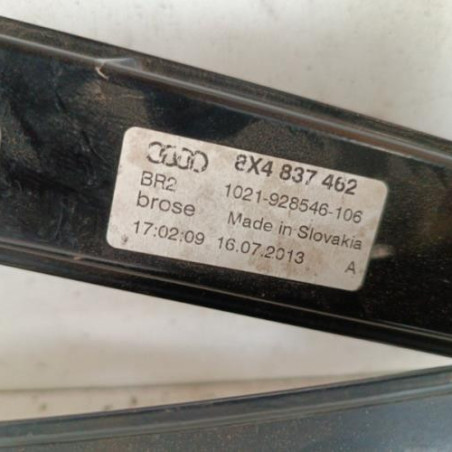 8X4 837 462
BR2 1021-928546-106
brose Made in Slovakia
17:02:09 16.07.2013 A